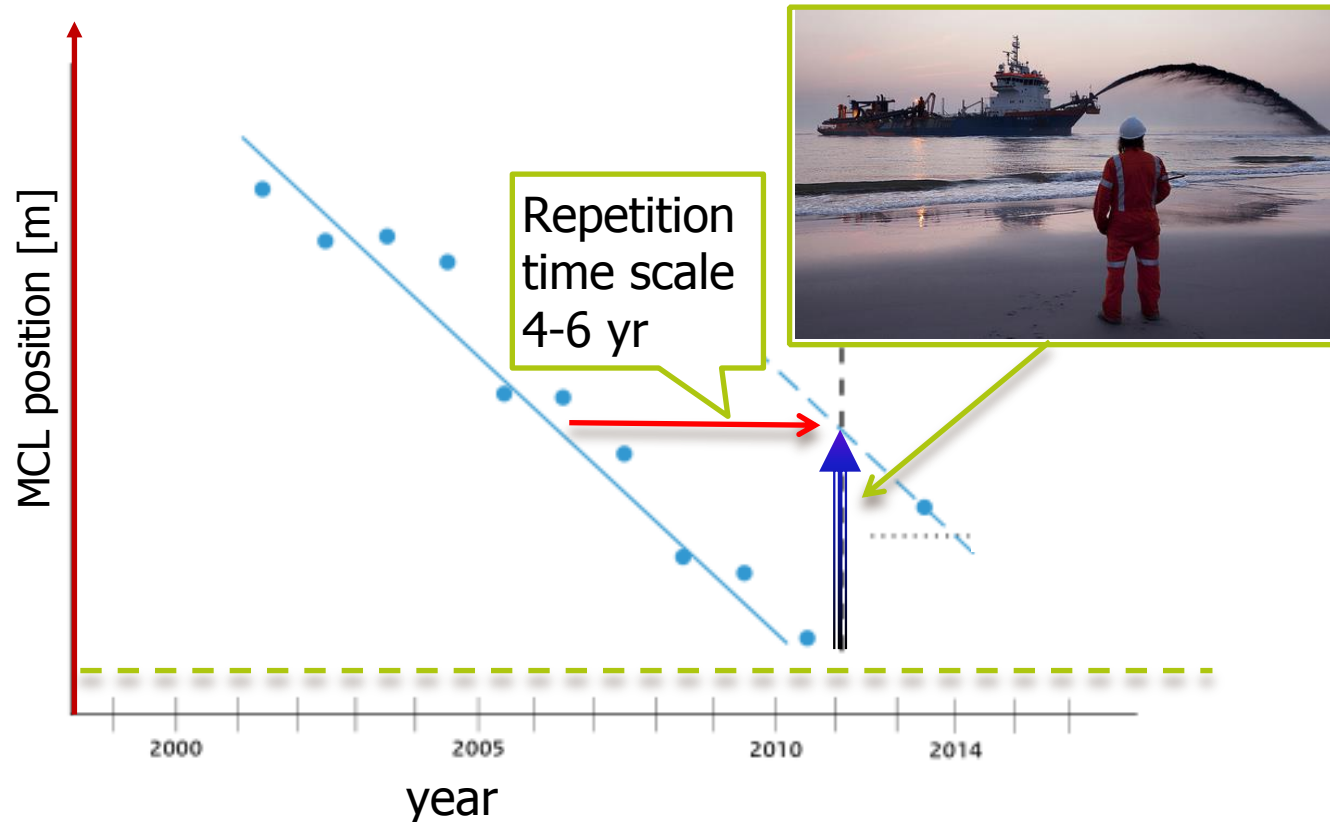 MCL position [m]
Repetition
time scale
4-6 yr
2000
2005
2010
2014
year